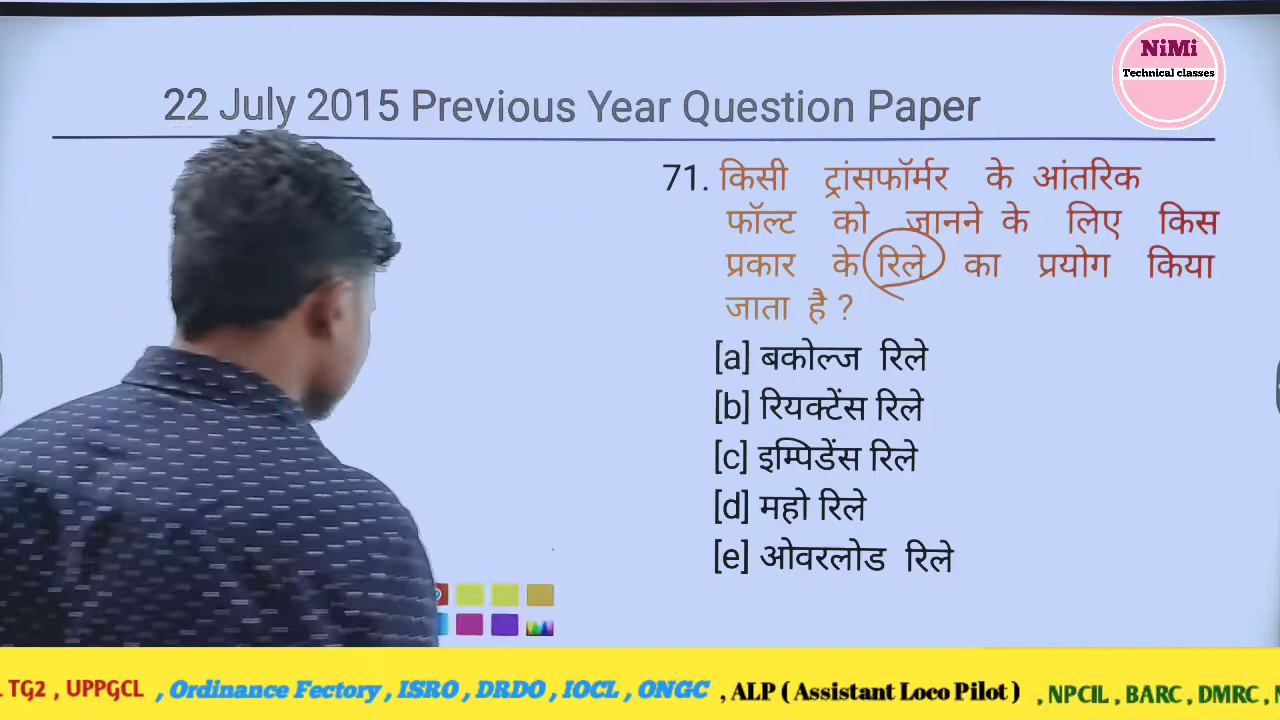 NiMi
Technical classes
22 July 2015 Previous Year Question Paper
71. किसी ट्रांसफॉर्मर के आंतरिक
फॉल्ट को जानने के लिए किस
प्रकार के रिले का प्रयोग किया
जाता है ?
[a] बकोल्ज रिले
[b] रियक्टेंस रिले
[c] इम्पिडेंस रिले
[d] महो रिले
[e] ओवरलोड रिले
TG2 , UPPGCL , Ordinance Fectory , ISRO , DRDO , IOCL , ONGC , ALP ( Assistant Loco Pilot ) , NPCIL , BARC , DMRC ,